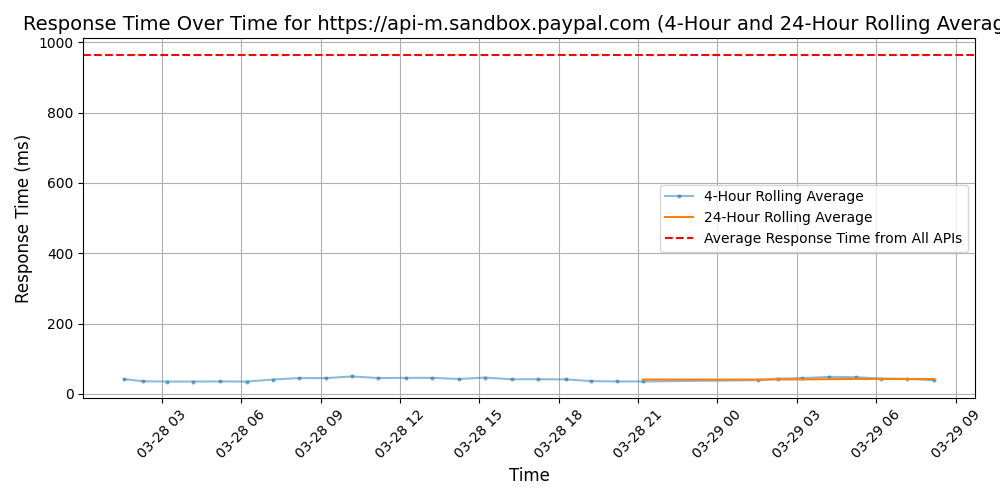 Response Time Over Time for https://api-m.sandbox.paypal.com (4-Hour and 24-Hour Rolling Averag
1000
800
600
400
200
0
Response Time (ms)
4-Hour Rolling Average
24-Hour Rolling Average
Average Response Time from All APIs
03-28 03
03-28 06
03-28 09
03-28 12
03-28 15
03-28 18
03-28 21
03-29 00
03-29 03
03-29 06
03-29 09
Time